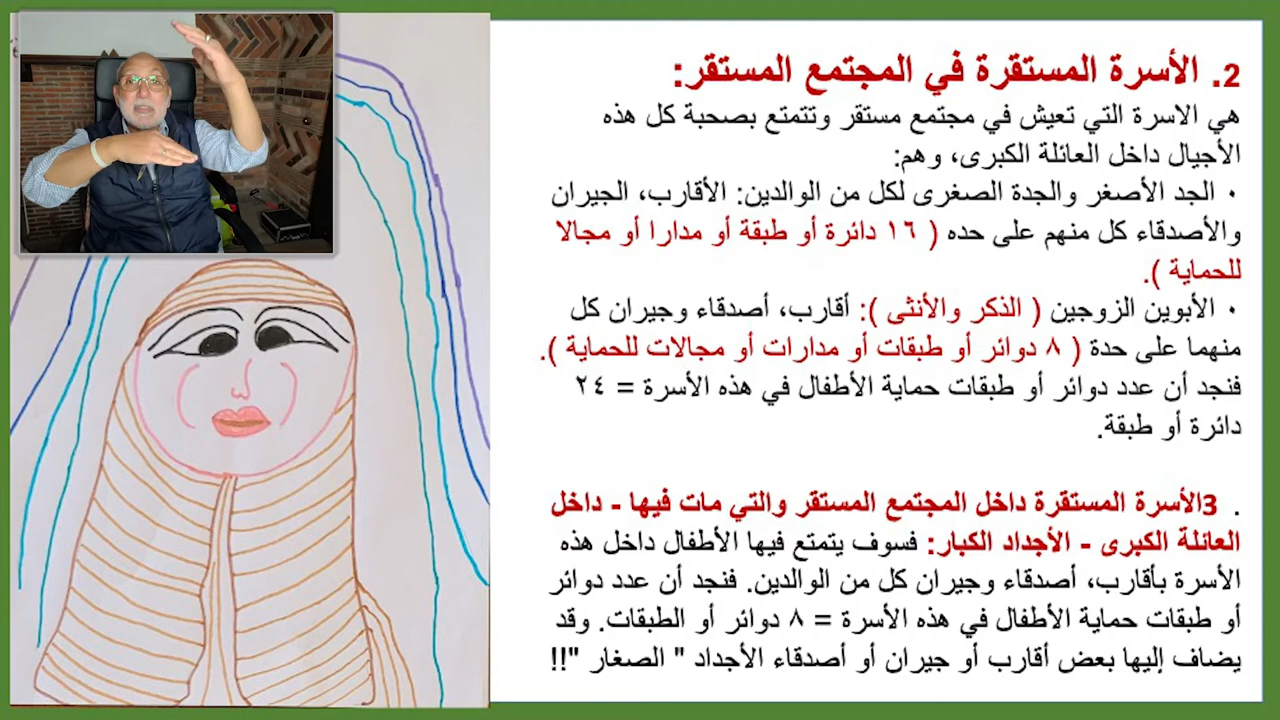 2. الأسرة المستقرة في المجتمع المستقر:
هي الاسرة التي تعيش في مجتمع مستقر وتتمتع بصحبة كل هذه
الأجيال داخل العائلة الكبرى، وهم:
• الجد الأصغر والجدة الصغرى لكل من الوالدين: الأقارب، الجيران
والأصدقاء كل منهم على حده ( ١٦ دائرة أو طبقة أو مدارا أو مجالا
للحماية ).
• الأبوين الزوجين ( الذكر والأنثى ): أقارب، أصدقاء وجيران كل
منهما على حدة ( ٨ دوائر أو طبقات أو مدارات أو مجالات للحماية ).
فنجد أن عدد دوائر أو طبقات حماية الأطفال في هذه الأسرة = ٢٤
دائرة أو طبقة.
. 3الأسرة المستقرة داخل المجتمع المستقر والتي مات فيها - داخل
العائلة الكبرى - الأجداد الكبار: فسوف يتمتع فيها الأطفال داخل هذه
الأسرة بأقارب، أصدقاء وجيران كل من الوالدين. فنجد أن عدد دوائر
أو طبقات حماية الأطفال في هذه الأسرة = ٨ دوائر أو الطبقات. وقد
يضاف إليها بعض أقارب أو جيران أو أصدقاء الأجداد " الصغار "!!